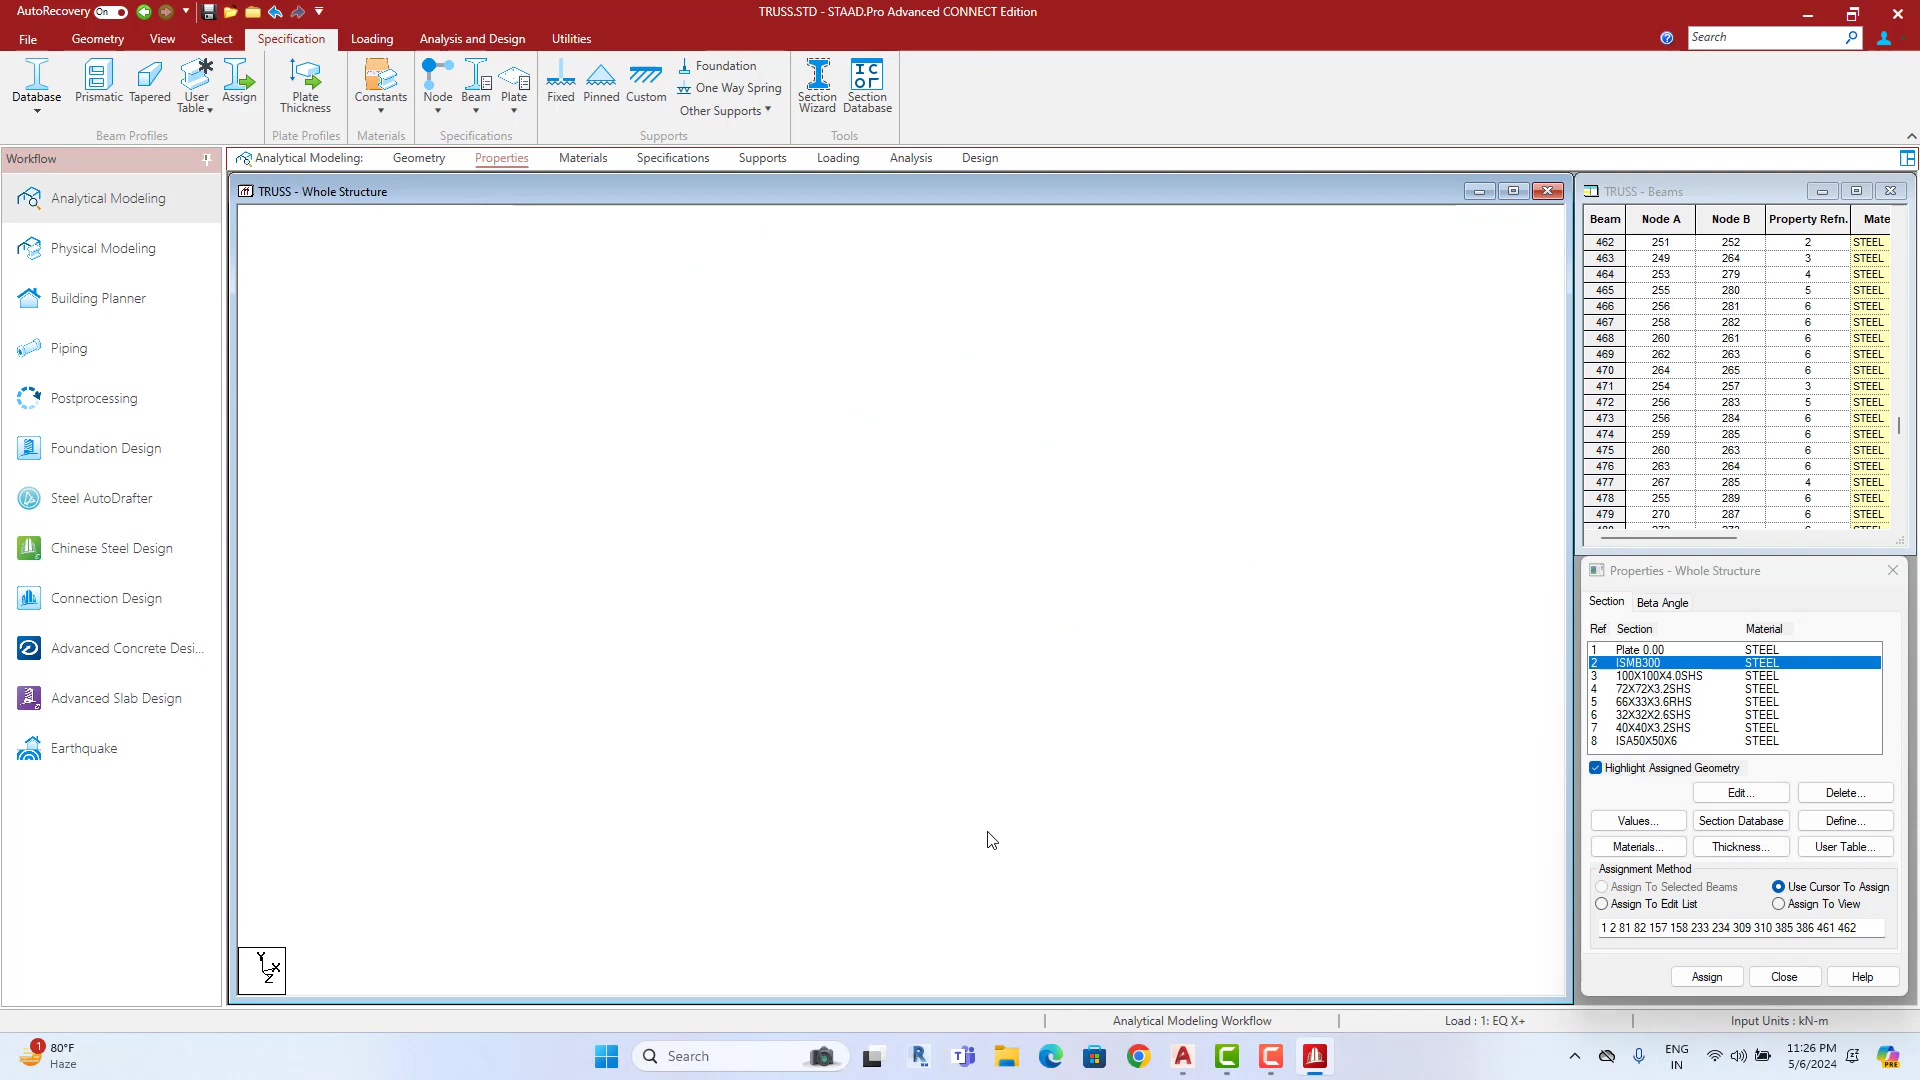 AutoRecovery On
TRUSS.STD - STAAD.Pro Advanced CONNECT Edition
File Geometry View Select Specification Loading Analysis and Design Utilities
Search
Database Prismatic Tapered User Table Assign
Beam Profiles
Plate Thickness
Plate Profiles
Constants
Materials
Node Beam Plate
Specifications
Fixed Pinned Custom
Foundation
One Way Spring
Other Supports
Supports
Section Wizard Section Database
Tools
Workflow
Analytical Modeling
Physical Modeling
Building Planner
Piping
Postprocessing
Foundation Design
Steel AutoDrafter
Chinese Steel Design
Connection Design
Advanced Concrete Desi...
Advanced Slab Design
Earthquake
Analytical Modeling: Geometry Properties Materials Specifications Supports Loading Analysis Design
TRUSS - Whole Structure
Y
X
Z
TRUSS - Beams
Beam Node A Node B Property Refn. Mate
462 251 252 2 STEEL
463 249 264 3 STEEL
464 253 279 4 STEEL
465 255 280 5 STEEL
466 256 281 6 STEEL
467 258 282 6 STEEL
468 260 261 6 STEEL
469 262 263 6 STEEL
470 264 265 6 STEEL
471 254 257 3 STEEL
472 256 283 5 STEEL
473 256 284 6 STEEL
474 259 285 6 STEEL
475 260 263 6 STEEL
476 263 264 6 STEEL
477 267 285 4 STEEL
478 255 289 6 STEEL
479 270 287 6 STEEL
Properties - Whole Structure
Section Beta Angle
Ref Section Material
1 Plate 0.00 STEEL
2 ISMB300 STEEL
3 100X100X4.0SHS STEEL
4 72X72X3.2SHS STEEL
5 66X33X3.6RHS STEEL
6 32X32X2.6SHS STEEL
7 40X40X3.2SHS STEEL
8 ISA50X50X6 STEEL
Highlight Assigned Geometry
Edit... Delete...
Values... Section Database Define...
Materials... Thickness... User Table...
Assignment Method
Assign To Selected Beams Use Cursor To Assign
Assign To Edit List Assign To View
1 2 81 82 157 158 233 234 309 310 385 386 461 462
Assign Close Help
Analytical Modeling Workflow Load : 1: EQ X+ Input Units : kN-m
1
80°F
Haze
Search
ENG
IN
11:26 PM
5/6/2024
PRE